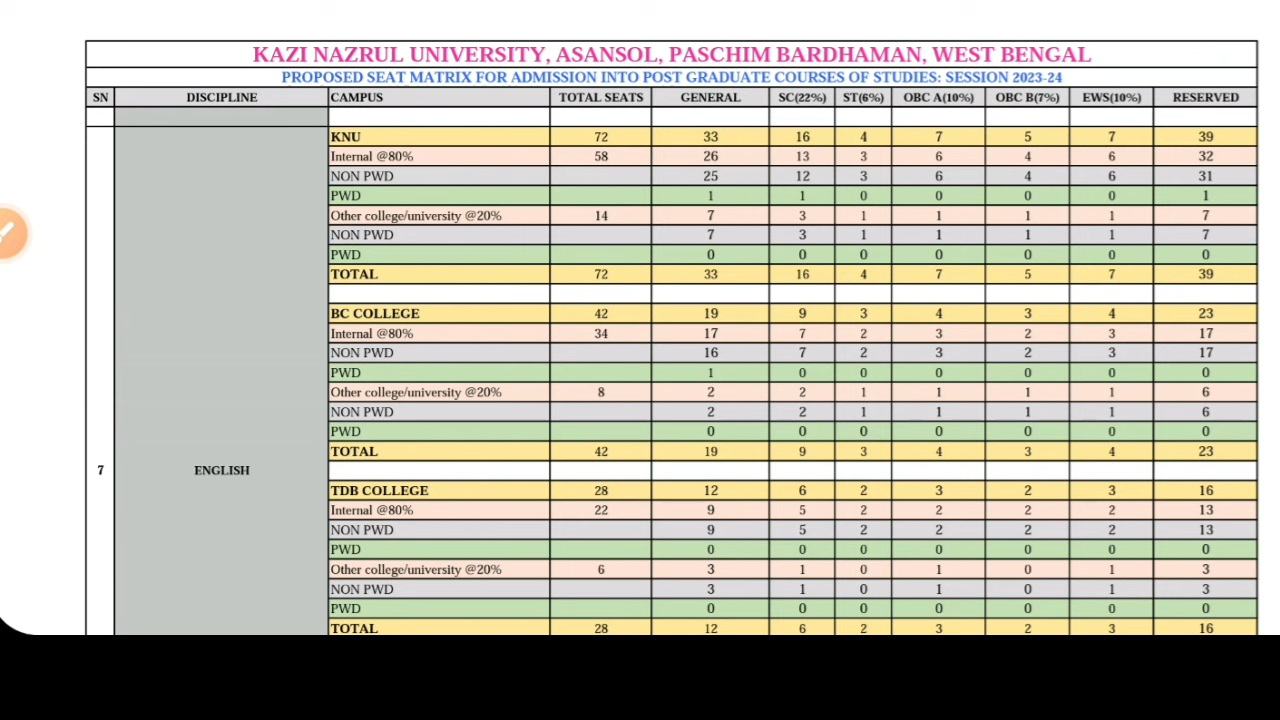 KAZI NAZRUL UNIVERSITY, ASANSOL, PASCHIM BARDHAMAN, WEST BENGAL
PROPOSED SEAT MATRIX FOR ADMISSION INTO POST GRADUATE COURSES OF STUDIES: SESSION 2023-24
SN DISCIPLINE CAMPUS TOTAL SEATS GENERAL SC(22%) ST(6%) OBC A(10%) OBC B(7%) EWS(10%) RESERVED
KNU 72 33 16 4 7 5 7 39
Internal @80% 58 26 13 3 6 4 6 32
NON PWD 25 12 3 6 4 6 31
PWD 1 1 0 0 0 0 1
Other college/university @20% 14 7 3 1 1 1 1 7
NON PWD 7 3 1 1 1 1 7
PWD 0 0 0 0 0 0 0
TOTAL 72 33 16 4 7 5 7 39
BC COLLEGE 42 19 9 3 4 3 4 23
Internal @80% 34 17 7 2 3 2 3 17
NON PWD 16 7 2 3 2 3 17
PWD 1 0 0 0 0 0 0
Other college/university @20% 8 2 2 1 1 1 1 6
NON PWD 2 2 1 1 1 1 6
PWD 0 0 0 0 0 0 0
TOTAL 42 19 9 3 4 3 4 23
7 ENGLISH
TDB COLLEGE 28 12 6 2 3 2 3 16
Internal @80% 22 9 5 2 2 2 2 13
NON PWD 9 5 2 2 2 2 13
PWD 0 0 0 0 0 0 0
Other college/university @20% 6 3 1 0 1 0 1 3
NON PWD 3 1 0 1 0 1 3
PWD 0 0 0 0 0 0 0
TOTAL 28 12 6 2 3 2 3 16